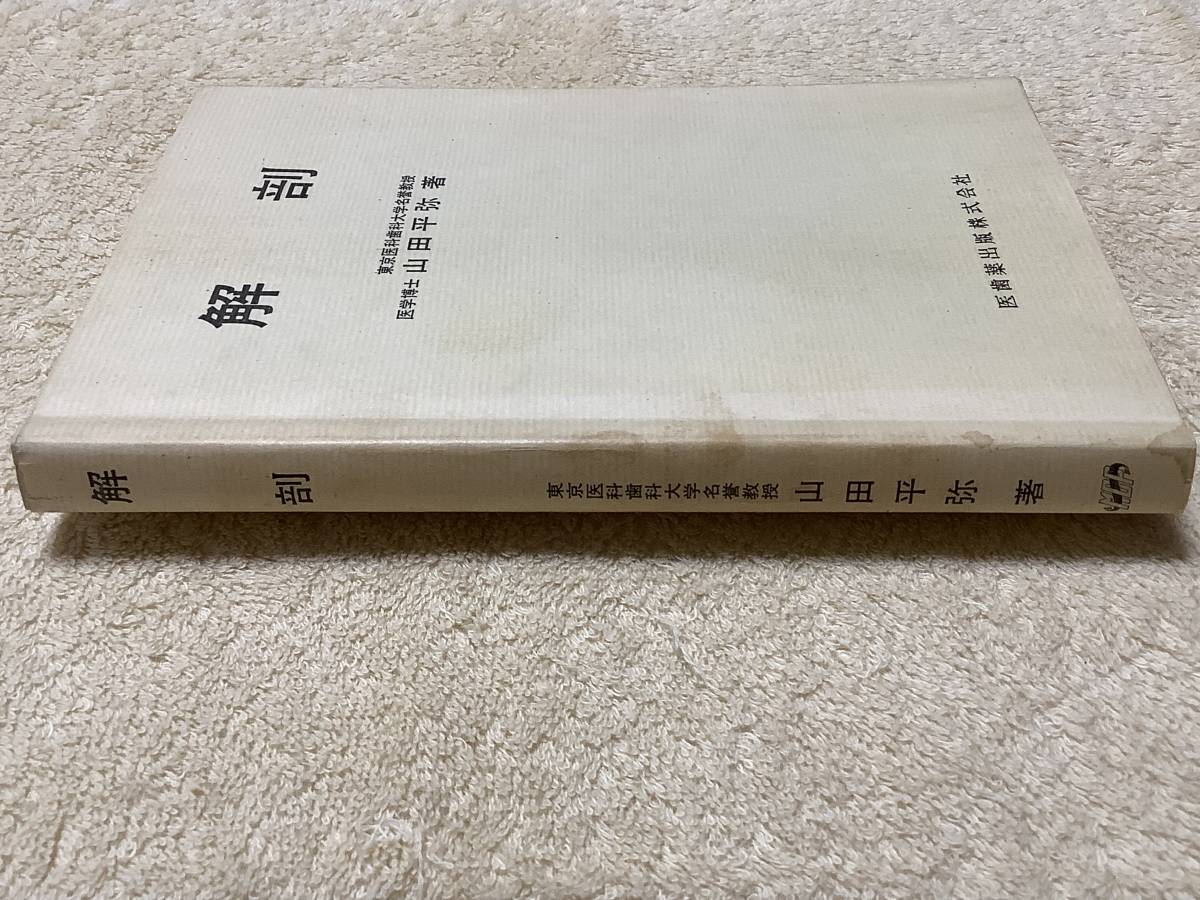 解剖
東京医科歯科大学名誉教授
医学博士 山田平弥 著
医歯薬出版株式会社
解剖
東京医科歯科大学名誉教授 山田平弥 著